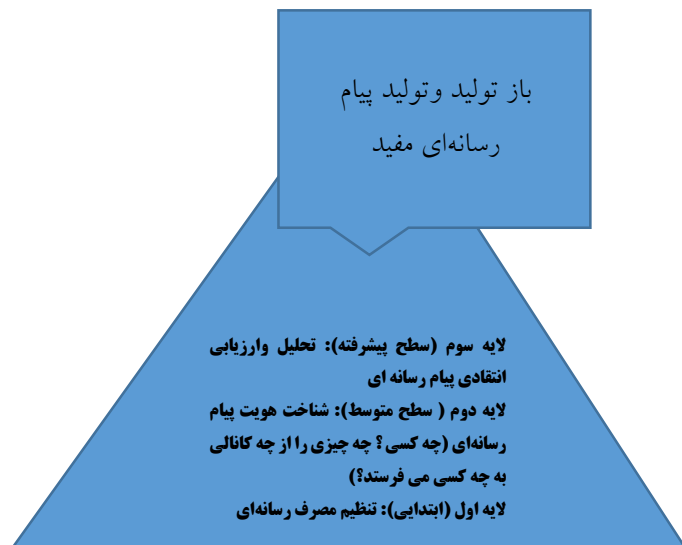 باز تولید وتولید پیام
رسانه‌ای مفید
لایه سوم (سطح پیشرفته): تحلیل وارزیابی
انتقادی پیام رسانه ای
لایه دوم ( سطح متوسط): شناخت هویت پیام
رسانه‌ای (چه کسی؟ چه چیزی را از چه کانالی
به چه کسی می فرستد؟)
لایه اول (ابتدایی): تنظیم مصرف رسانه‌ای